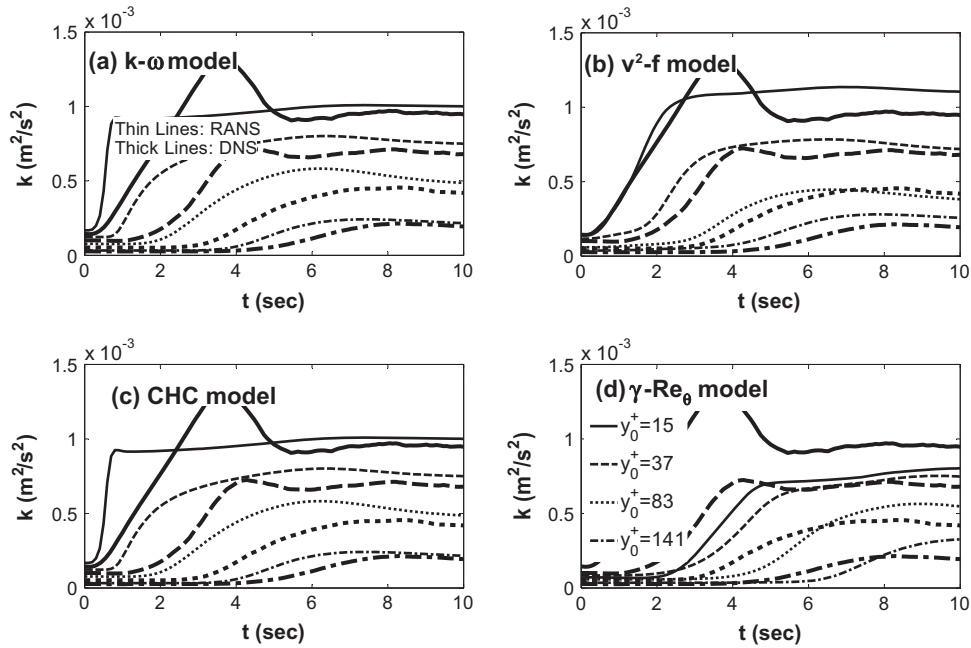 x 10⁻³
(a) k-ω model
Thin Lines: RANS
Thick Lines: DNS
k (m²/s²)
1.5
1
0.5
0
0 2 4 6 8 10
t (sec)
x 10⁻³
(b) v²-f model
k (m²/s²)
1.5
1
0.5
0
0 2 4 6 8 10
t (sec)
x 10⁻³
(c) CHC model
k (m²/s²)
1.5
1
0.5
0
0 2 4 6 8 10
t (sec)
x 10⁻³
(d) γ-Reθ model
y₀⁺=15
y₀⁺=37
y₀⁺=83
y₀⁺=141
k (m²/s²)
1.5
1
0.5
0
0 2 4 6 8 10
t (sec)